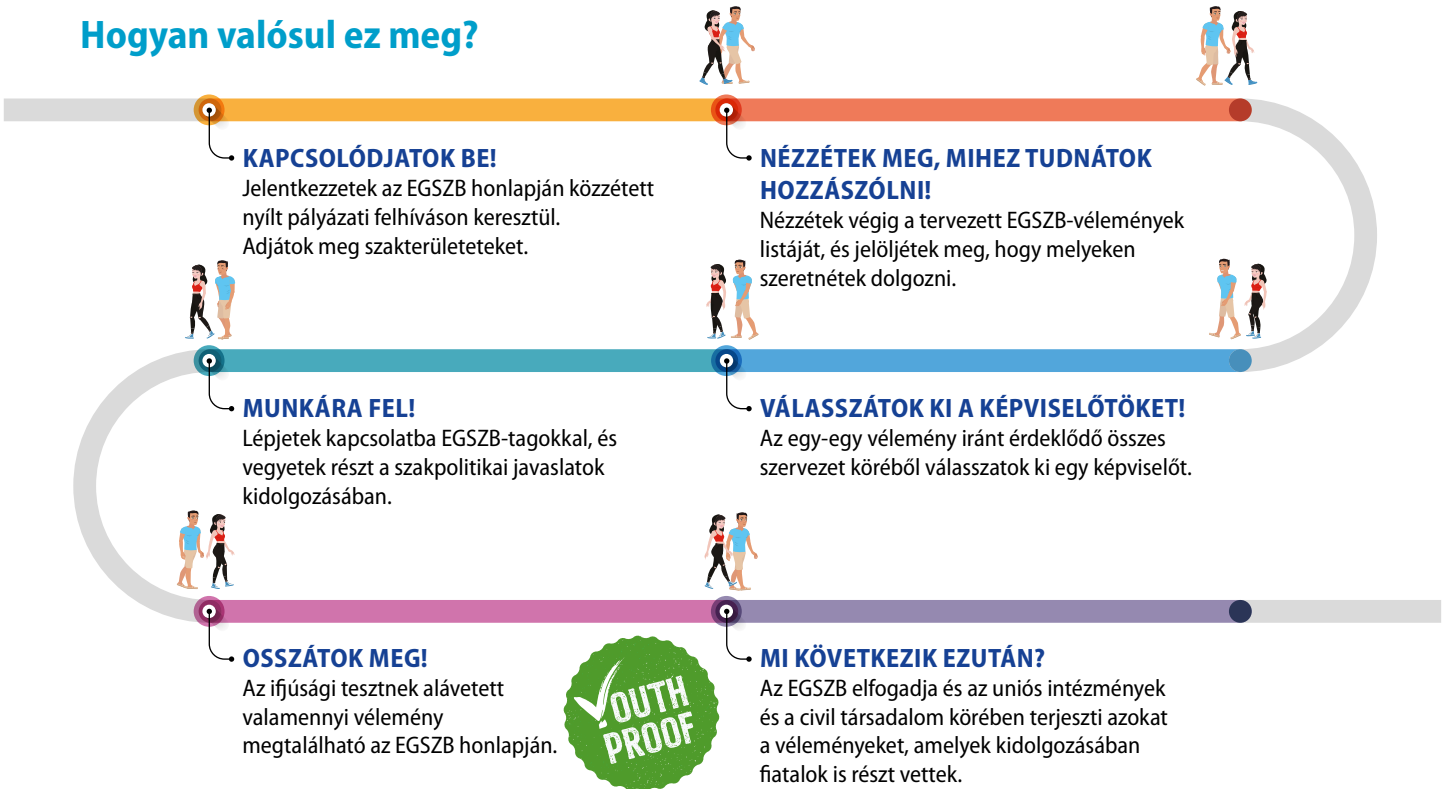 Hogyan valósul ez meg?
KAPCSOLÓDJATOK BE!
Jelentkezzetek az EGSZB honlapján közzétett
nyílt pályázati felhíváson keresztül.
Adjátok meg szakterületeteket.
NÉZZÉTEK MEG, MIHEZ TUDNÁTOK
HOZZÁSZÓLNI!
Nézzétek végig a tervezett EGSZB-vélemények
listáját, és jelöljétek meg, hogy melyeken
szeretnétek dolgozni.
VÁLASSZÁTOK KI A KÉPVISELŐTÖKET!
Az egy-egy vélemény iránt érdeklődő összes
szervezet köréből válasszatok ki egy képviselőt.
MUNKÁRA FEL!
Lépjetek kapcsolatba EGSZB-tagokkal, és
vegyetek részt a szakpolitikai javaslatok
kidolgozásában.
OSSZÁTOK MEG!
Az ifjúsági tesztnek alávetett
valamennyi vélemény
megtalálható az EGSZB honlapján.
YOUTH
PROOF
MI KÖVETKEZIK EZUTÁN?
Az EGSZB elfogadja és az uniós intézmények
és a civil társadalom körében terjeszti azokat
a véleményeket, amelyek kidolgozásában
fiatalok is részt vettek.